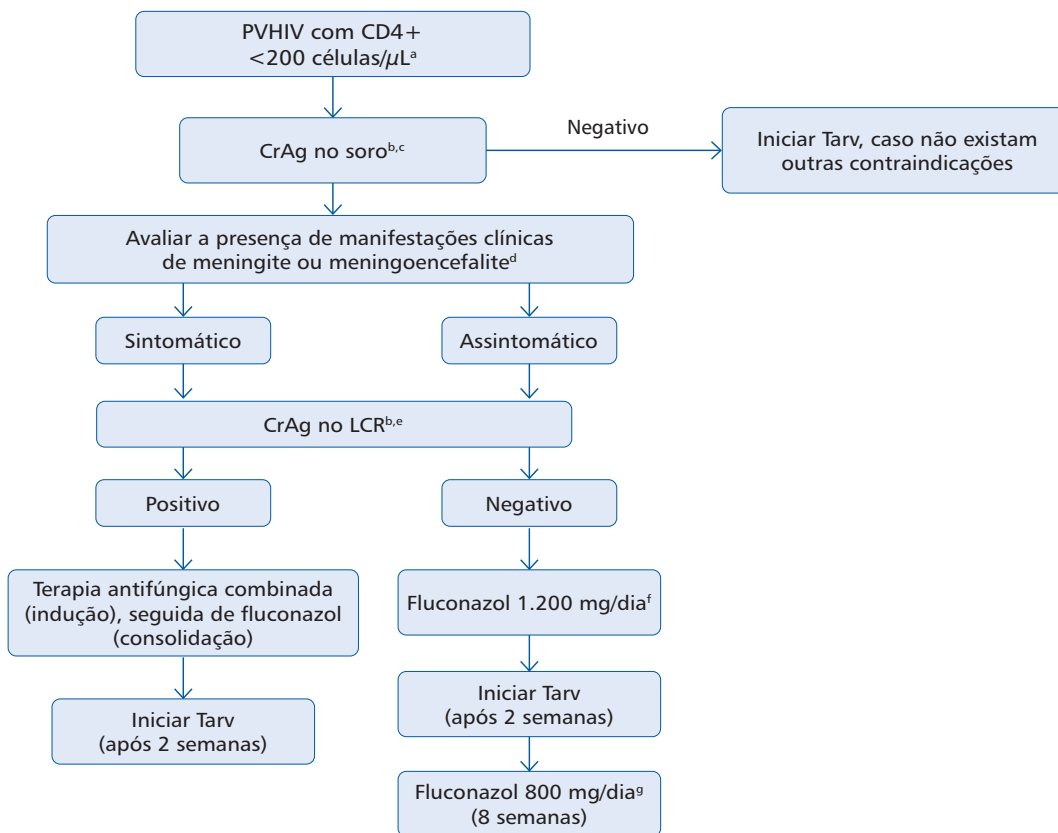 PVHIV com CD4+
<200 células/μLᵃ
CrAg no soroᵇ,ᶜ
Negativo
Iniciar Tarv, caso não existam
outras contraindicações
Avaliar a presença de manifestações clínicas
de meningite ou meningoencefaliteᵈ
Sintomático
Assintomático
CrAg no LCRᵇ,ᵉ
Positivo
Negativo
Terapia antifúngica combinada
(indução), seguida de fluconazol
(consolidação)
Fluconazol 1.200 mg/diaᶠ
Iniciar Tarv
(após 2 semanas)
Iniciar Tarv
(após 2 semanas)
Fluconazol 800 mg/diaᵍ
(8 semanas)